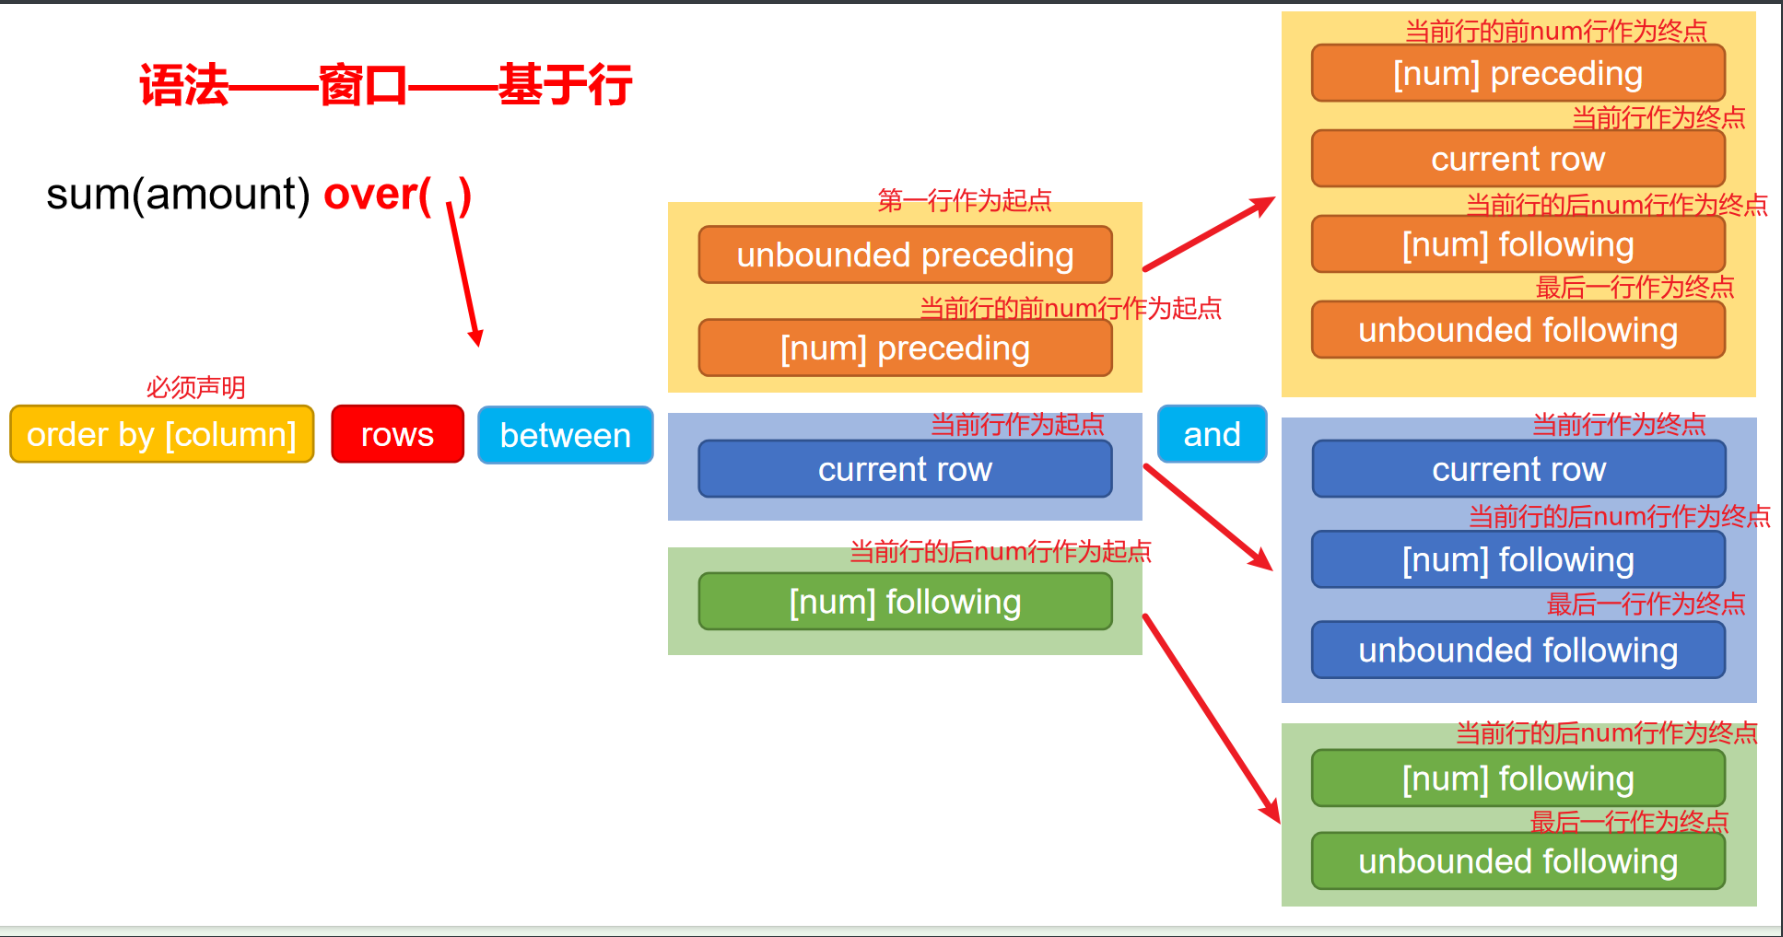 语法——窗口——基于行
sum(amount) over( )
必须声明
order by [column]
rows
between
第一行作为起点
unbounded preceding
当前行的前num行作为起点
[num] preceding
当前行作为起点
current row
当前行的后num行作为起点
[num] following
and
当前行的前num行作为终点
[num] preceding
当前行作为终点
current row
当前行的后num行作为终点
[num] following
最后一行作为终点
unbounded following
当前行作为终点
current row
当前行的后num行作为终点
[num] following
最后一行作为终点
unbounded following
当前行的后num行作为终点
[num] following
最后一行作为终点
unbounded following